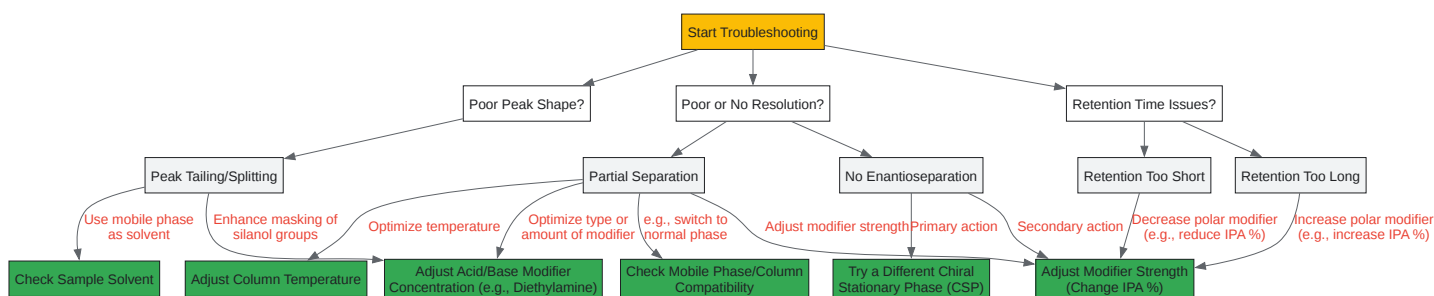 Start Troubleshooting
Poor Peak Shape?
Poor or No Resolution?
Retention Time Issues?
Peak Tailing/Splitting
Partial Separation
No Enantioseparation
Retention Too Short
Retention Too Long
Use mobile phase
as solvent
Enhance masking of
silanol groups
Optimize temperature
Optimize type or
amount of modifier
e.g., switch to
normal phase
Adjust modifier strength
Primary action
Secondary action
Decrease polar modifier
(e.g., reduce IPA %)
Increase polar modifier
(e.g., increase IPA %)
Check Sample Solvent
Adjust Column Temperature
Adjust Acid/Base Modifier
Concentration (e.g., Diethylamine)
Check Mobile Phase/Column
Compatibility
Try a Different Chiral
Stationary Phase (CSP)
Adjust Modifier Strength
(Change IPA %)